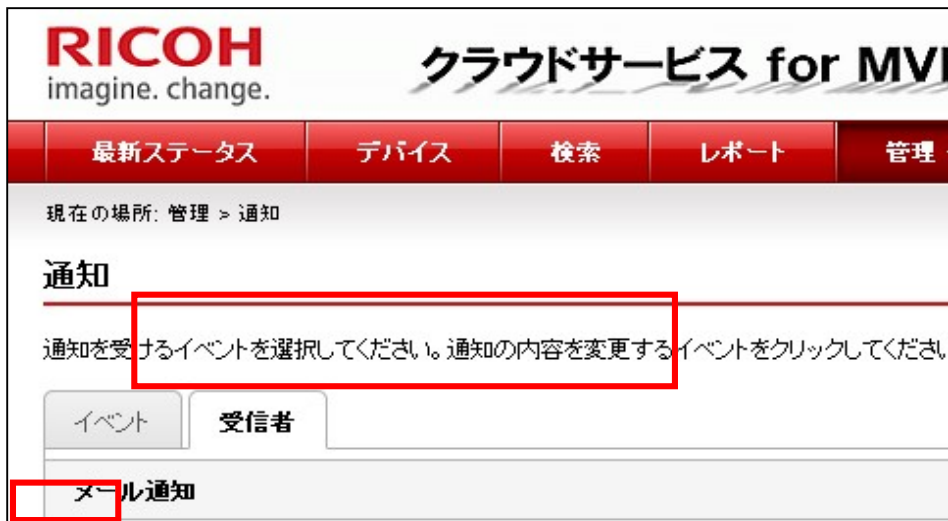 RICOH
imagine. change.
クラウドサービス for
最新ステータス デバイス 検索 レポート 管理
現在の場所: 管理 > 通知
通知
通知を受けるイベントを選択してください。通知の内容を変更するイベントをクリックしてくださ
イベント 受信者
メール通知